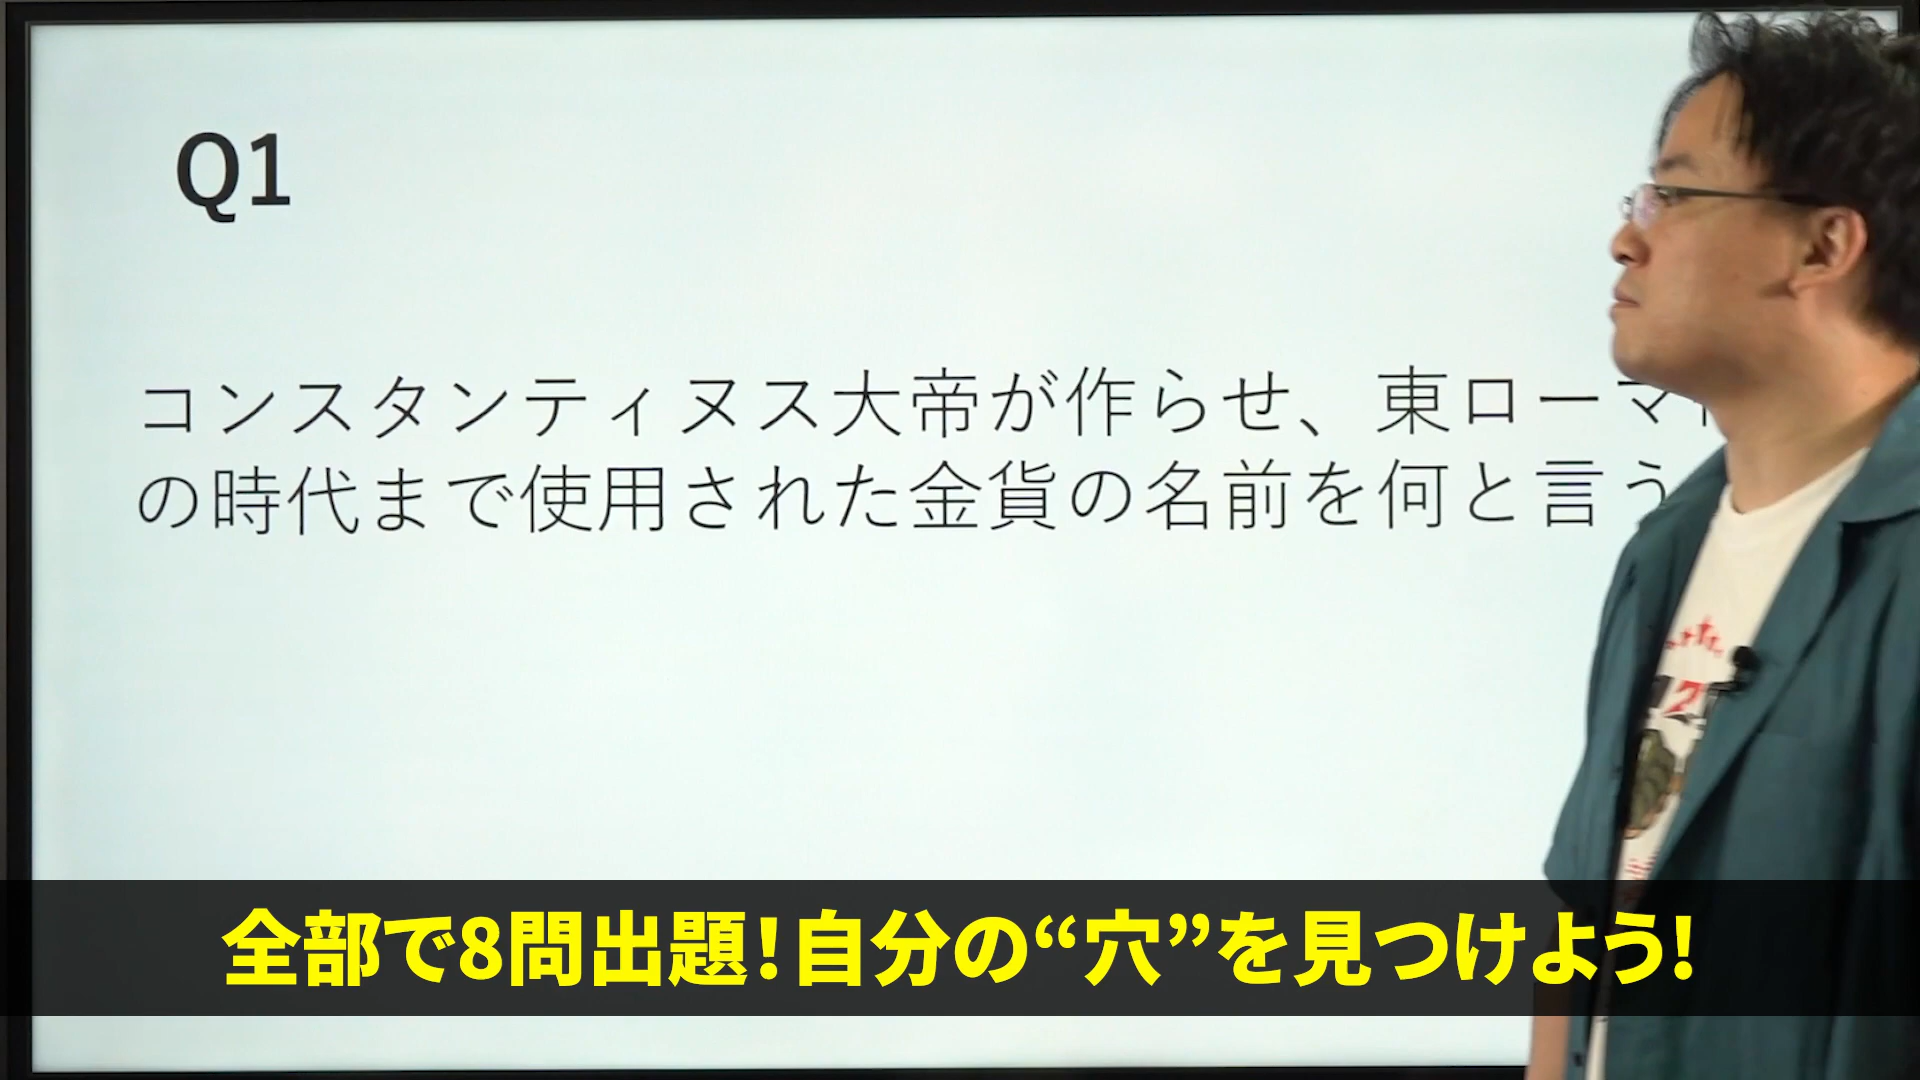 Q1
コンスタンティヌス大帝が作らせ、東ローマ
の時代まで使用された金貨の名前を何と言う
全部で8問出題！自分の“穴”を見つけよう！